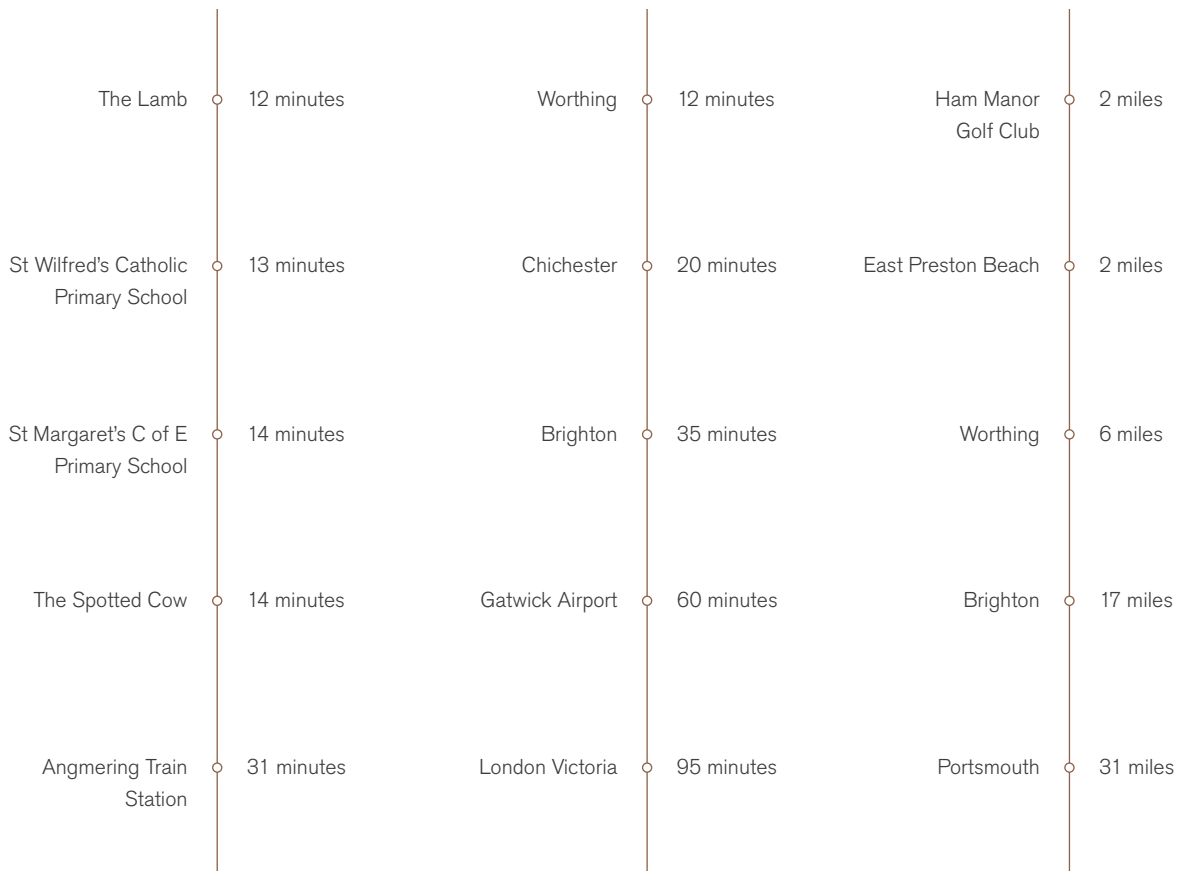 The Lamb 12 minutes
St Wilfred's Catholic 13 minutes
Primary School
St Margaret's C of E 14 minutes
Primary School
The Spotted Cow 14 minutes
Angmering Train 31 minutes
Station
Worthing 12 minutes
Chichester 20 minutes
Brighton 35 minutes
Gatwick Airport 60 minutes
London Victoria 95 minutes
Ham Manor 2 miles
Golf Club
East Preston Beach 2 miles
Worthing 6 miles
Brighton 17 miles
Portsmouth 31 miles